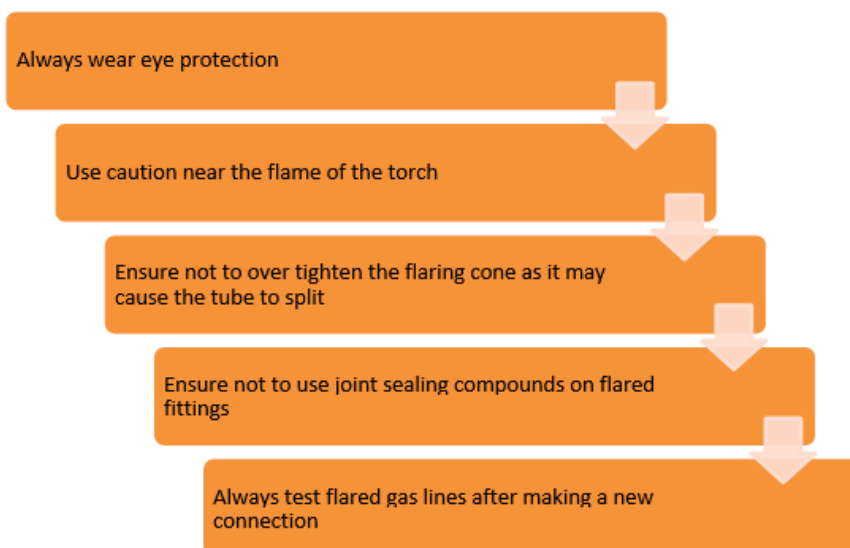 Always wear eye protection
Use caution near the flame of the torch
Ensure not to over tighten the flaring cone as it may
cause the tube to split
Ensure not to use joint sealing compounds on flared
fittings
Always test flared gas lines after making a new
connection